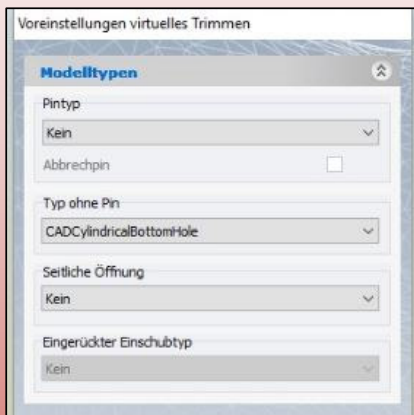 Voreinstellungen virtuelles Trimmen
Modelltypen
Pintyp
Kein
Abbrechpin
Typ ohne Pin
CADCylindricalBottomHole
Seitliche Öffnung
Kein
Eingerückter Einschubtyp
Kein